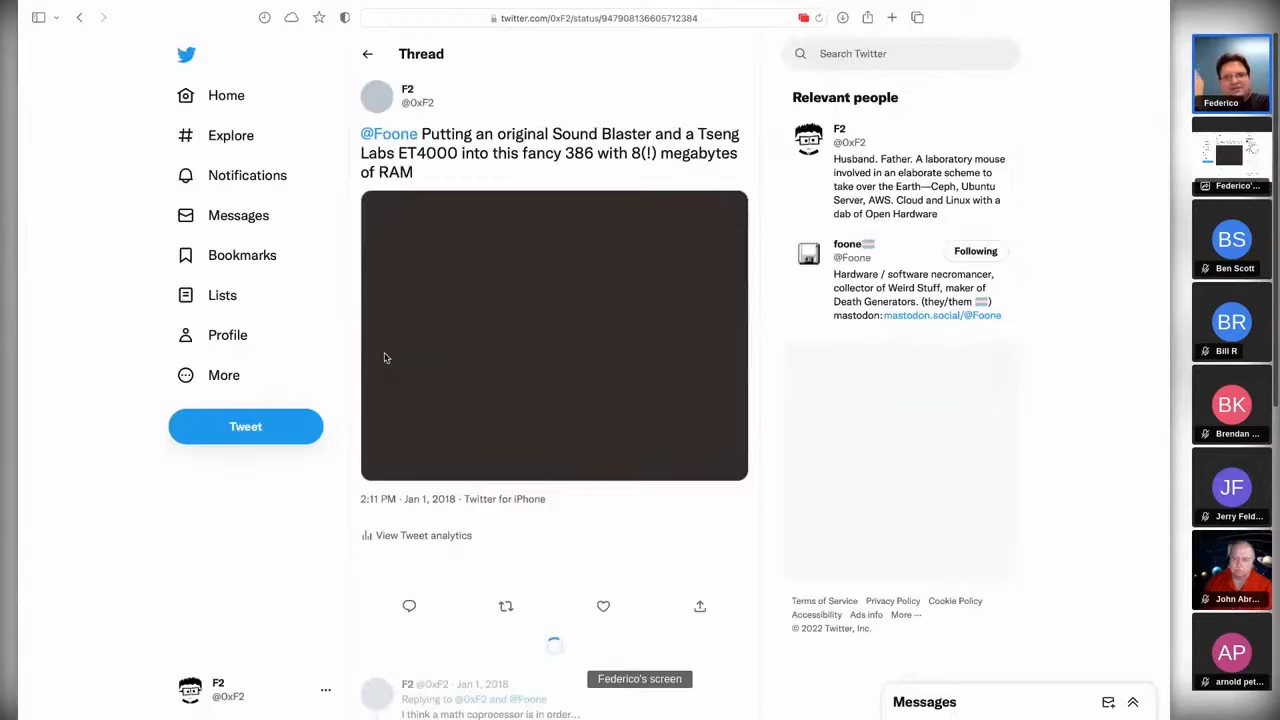 twitter.com/0xF2/status/947908136605712384
Home
Explore
Notifications
Messages
Bookmarks
Lists
Profile
More
Tweet
F2
@0xF2
Thread
F2
@0xF2
@Foone Putting an original Sound Blaster and a Tseng
Labs ET4000 into this fancy 386 with 8(!) megabytes
of RAM
2:11 PM · Jan 1, 2018 · Twitter for iPhone
View Tweet analytics
F2 @0xF2 · Jan 1, 2018
Replying to @0xF2 and @Foone
I think a math coprocessor is in order...
Federico's screen
Search Twitter
Relevant people
F2
@0xF2
Husband. Father. A laboratory mouse
involved in an elaborate scheme to
take over the Earth—Ceph, Ubuntu
Server, AWS. Cloud and Linux with a
dab of Open Hardware
foone
@Foone
Following
Hardware / software necromancer,
collector of Weird Stuff, maker of
Death Generators. (they/them)
mastodon: mastodon.social/@Foone
Terms of Service Privacy Policy Cookie Policy
Accessibility Ads info More ...
© 2022 Twitter, Inc.
Messages
Federico
Federico'...
BS
Ben Scott
BR
Bill R
BK
Brendan ...
JF
Jerry Feld...
John Abr...
AP
arnold pet...